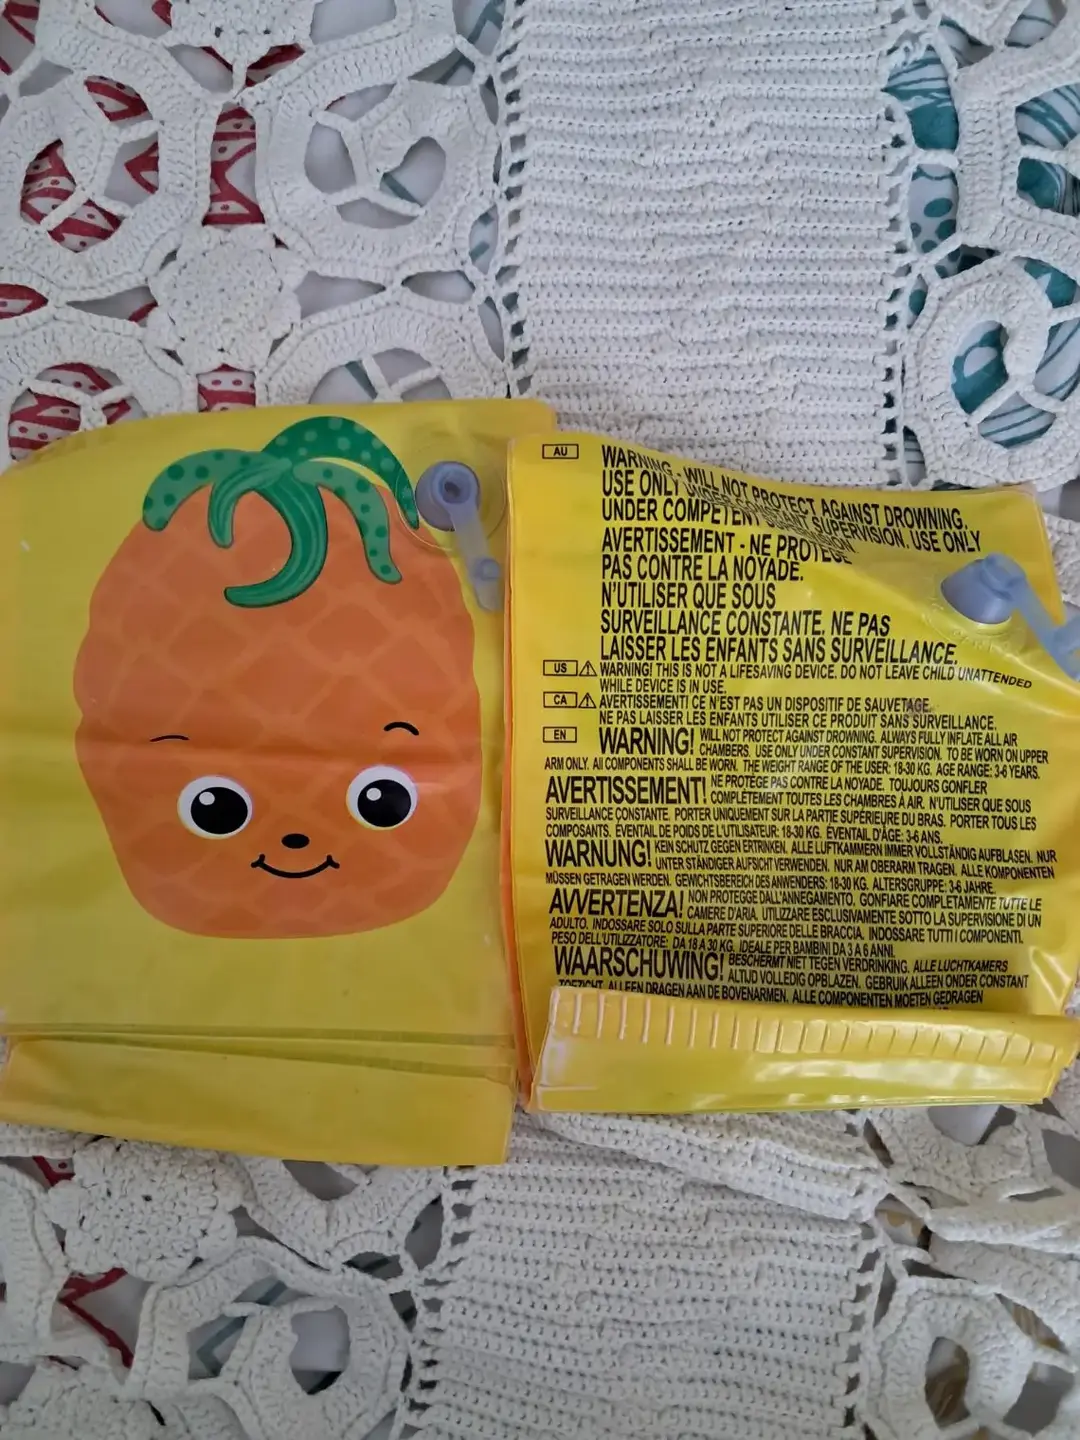 AU
WARNING - WILL NOT PROTECT AGAINST DROWNING.
USE ONLY UNDER CONSTANT SUPERVISION. USE ONLY
UNDER COMPETENT
AVERTISSEMENT - NE PROTÈGE
PAS CONTRE LA NOYADE.
N'UTILISER QUE SOUS
SURVEILLANCE CONSTANTE. NE PAS
LAISSER LES ENFANTS SANS SURVEILLANCE.
US WARNING! THIS IS NOT A LIFESAVING DEVICE. DO NOT LEAVE CHILD UNATTENDED
WHILE DEVICE IS IN USE.
CA AVERTISSEMENT! CE N'EST PAS UN DISPOSITIF DE SAUVETAGE.
NE PAS LAISSER LES ENFANTS UTILISER CE PRODUIT SANS SURVEILLANCE.
EN WARNING! WILL NOT PROTECT AGAINST DROWNING. ALWAYS FULLY INFLATE ALL AIR
CHAMBERS. USE ONLY UNDER CONSTANT SUPERVISION. TO BE WORN ON UPPER
ARM ONLY. All COMPONENTS SHALL BE WORN. THE WEIGHT RANGE OF THE USER: 18-30 KG. AGE RANGE: 3-6 YEARS.
AVERTISSEMENT! NE PROTÈGE PAS CONTRE LA NOYADE. TOUJOURS GONFLER
COMPLÈTEMENT TOUTES LES CHAMBRES À AIR. N'UTILISER QUE SOUS
SURVEILLANCE CONSTANTE. PORTER UNIQUEMENT SUR LA PARTIE SUPÉRIEURE DU BRAS. PORTER TOUS LES
COMPOSANTS. ÉVENTAIL DE POIDS DE L'UTILISATEUR: 18-30 KG. ÉVENTAIL D'ÂGE: 3-6 ANS.
WARNUNG! KEIN SCHUTZ GEGEN ERTRINKEN. ALLE LUFTKAMMERN IMMER VOLLSTÄNDIG AUFBLASEN. NUR
UNTER STÄNDIGER AUFSICHT VERWENDEN. NUR AM OBERARM TRAGEN. ALLE KOMPONENTEN
MÜSSEN GETRAGEN WERDEN. GEWICHTSBEREICH DES ANWENDERS: 18-30 KG. ALTERSGRUPPE: 3-6 JAHRE.
AVVERTENZA! NON PROTEGGE DALL'ANNEGAMENTO. GONFIARE COMPLETAMENTE TUTTE LE
CAMERE D'ARIA. UTILIZZARE ESCLUSIVAMENTE SOTTO LA SUPERVISIONE DI UN
ADULTO. INDOSSARE SOLO SULLA PARTE SUPERIORE DELLE BRACCIA. INDOSSARE TUTTI I COMPONENTI.
PESO DELL'UTILIZZATORE: DA 18 A 30 KG. IDEALE PER BAMBINI DA 3 A 6 ANNI.
WAARSCHUWING! BESCHERMT NIET TEGEN VERDRINKING. ALLE LUCHTKAMERS
ALTIJD VOLLEDIG OPBLAZEN. GEBRUIK ALLEEN ONDER CONSTANT
TOEZICHT. ALLEEN DRAGEN AAN DE BOVENARMEN. ALLE COMPONENTEN MOETEN GEDRAGEN